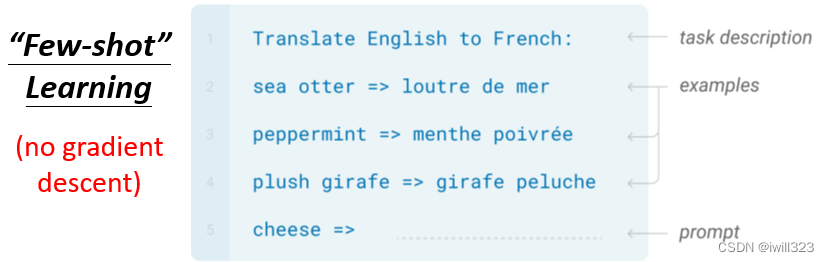 “Few-shot”
Learning
(no gradient
descent)
1 Translate English to French:
2 sea otter => loutre de mer
3 peppermint => menthe poivrée
4 plush girafe => girafe peluche
5 cheese =>
task description
examples
prompt
CSDN @iwill323